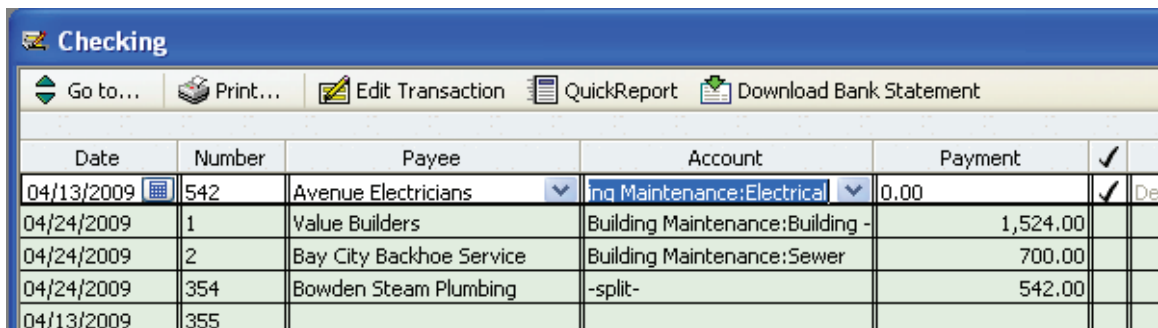 Checking
Go to... Print... Edit Transaction QuickReport Download Bank Statement
Date Number Payee Account Payment ✓
04/13/2009 542 Avenue Electricians ing Maintenance:Electrical 0.00 ✓ De
04/24/2009 1 Value Builders Building Maintenance:Building - 1,524.00
04/24/2009 2 Bay City Backhoe Service Building Maintenance:Sewer 700.00
04/24/2009 354 Bowden Steam Plumbing -split- 542.00
04/13/2009 355